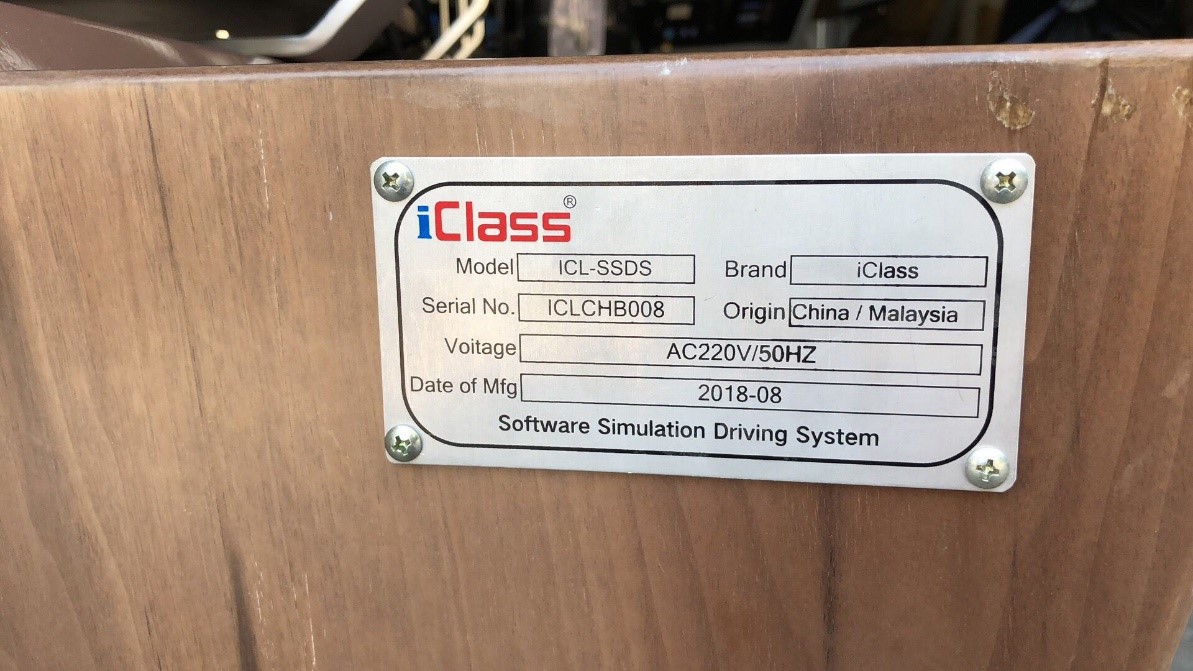 iClass®
Model ICL-SSDS Brand iClass
Serial No. ICLCHB008 Origin China / Malaysia
Voitage AC220V/50HZ
Date of Mfg 2018-08
Software Simulation Driving System